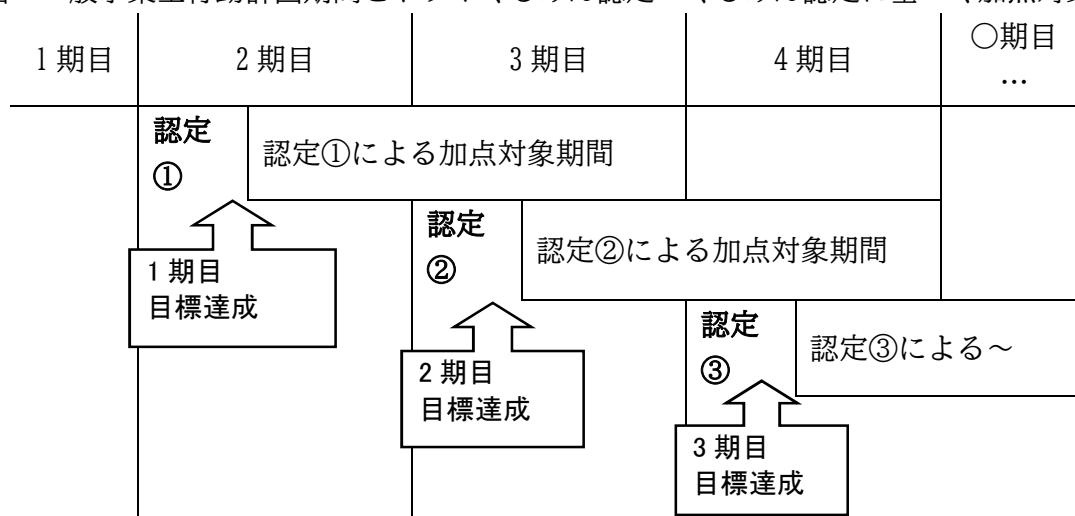 1期目
2期目
3期目
4期目
○期目
…
認定
①
認定①による加点対象期間
1期目
目標達成
認定
②
認定②による加点対象期間
2期目
目標達成
認定
③
認定③による～
3期目
目標達成